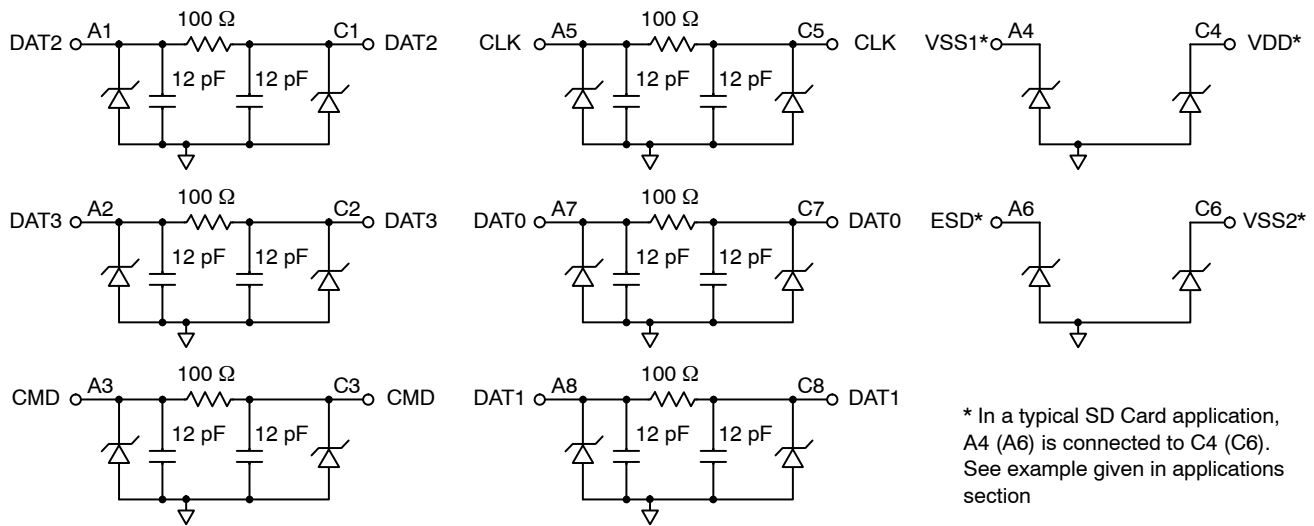 DAT2 A1 100 Ω C1 DAT2
12 pF 12 pF
CLK A5 100 Ω C5 CLK
12 pF 12 pF
VSS1* A4 C4 VDD*
DAT3 A2 100 Ω C2 DAT3
12 pF 12 pF
DAT0 A7 100 Ω C7 DAT0
12 pF 12 pF
ESD* A6 C6 VSS2*
CMD A3 100 Ω C3 CMD
12 pF 12 pF
DAT1 A8 100 Ω C8 DAT1
12 pF 12 pF
* In a typical SD Card application,
A4 (A6) is connected to C4 (C6).
See example given in applications
section